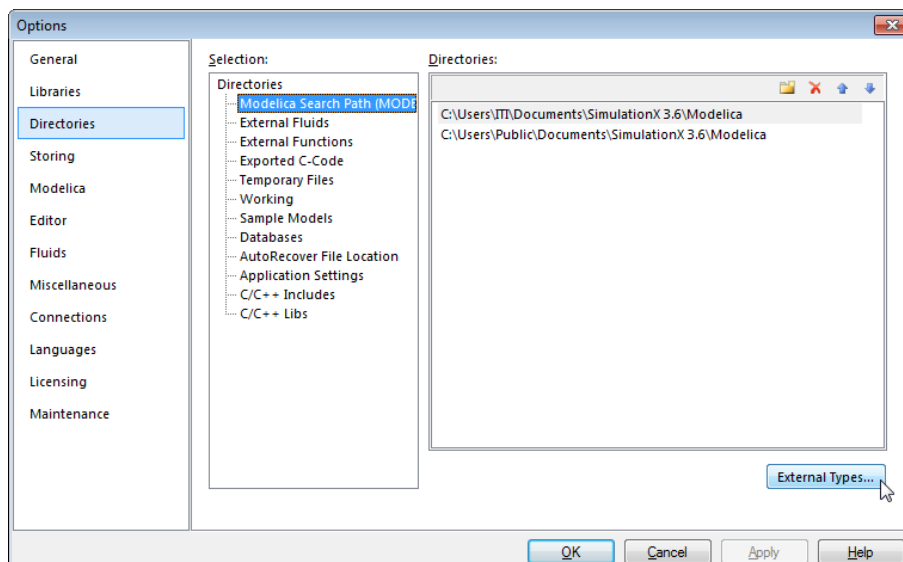 Options
General
Libraries
Directories
Storing
Modelica
Editor
Fluids
Miscellaneous
Connections
Languages
Licensing
Maintenance
Selection:
Directories
Modelica Search Path (MODE
External Fluids
External Functions
Exported C-Code
Temporary Files
Working
Sample Models
Databases
AutoRecover File Location
Application Settings
C/C++ Includes
C/C++ Libs
Directories:
C:\Users\ITI\Documents\SimulationX 3.6\Modelica
C:\Users\Public\Documents\SimulationX 3.6\Modelica
External Types...
OK Cancel Apply Help